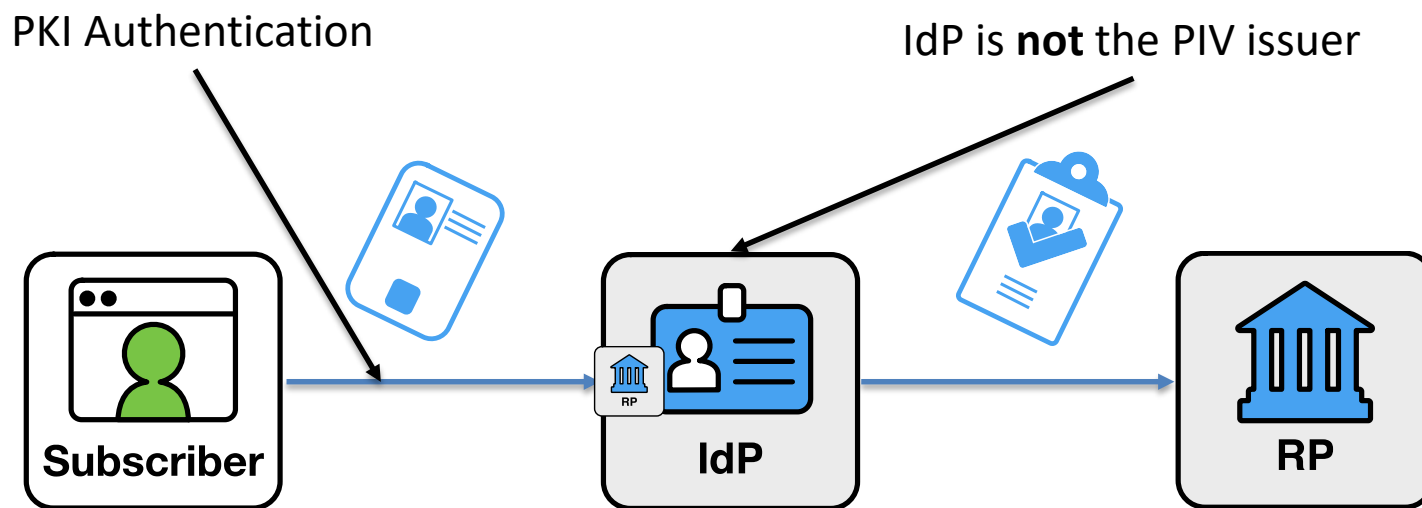 PKI Authentication
IdP is not the PIV issuer
RP
Subscriber
IdP
RP